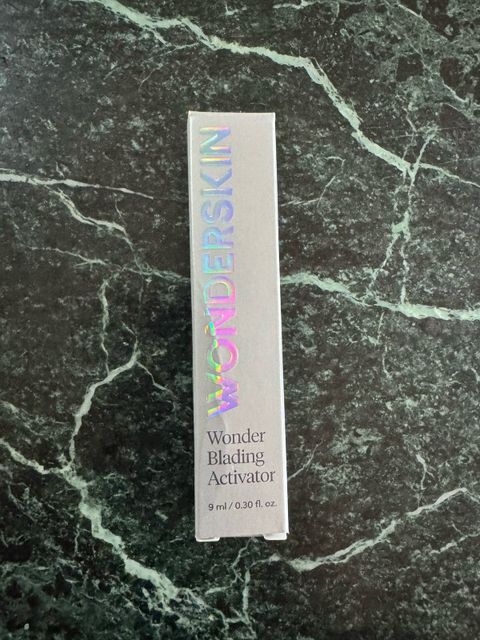 WONDERSKIN
Wonder
Blading
Activator
9 ml / 0.30 fl. oz.